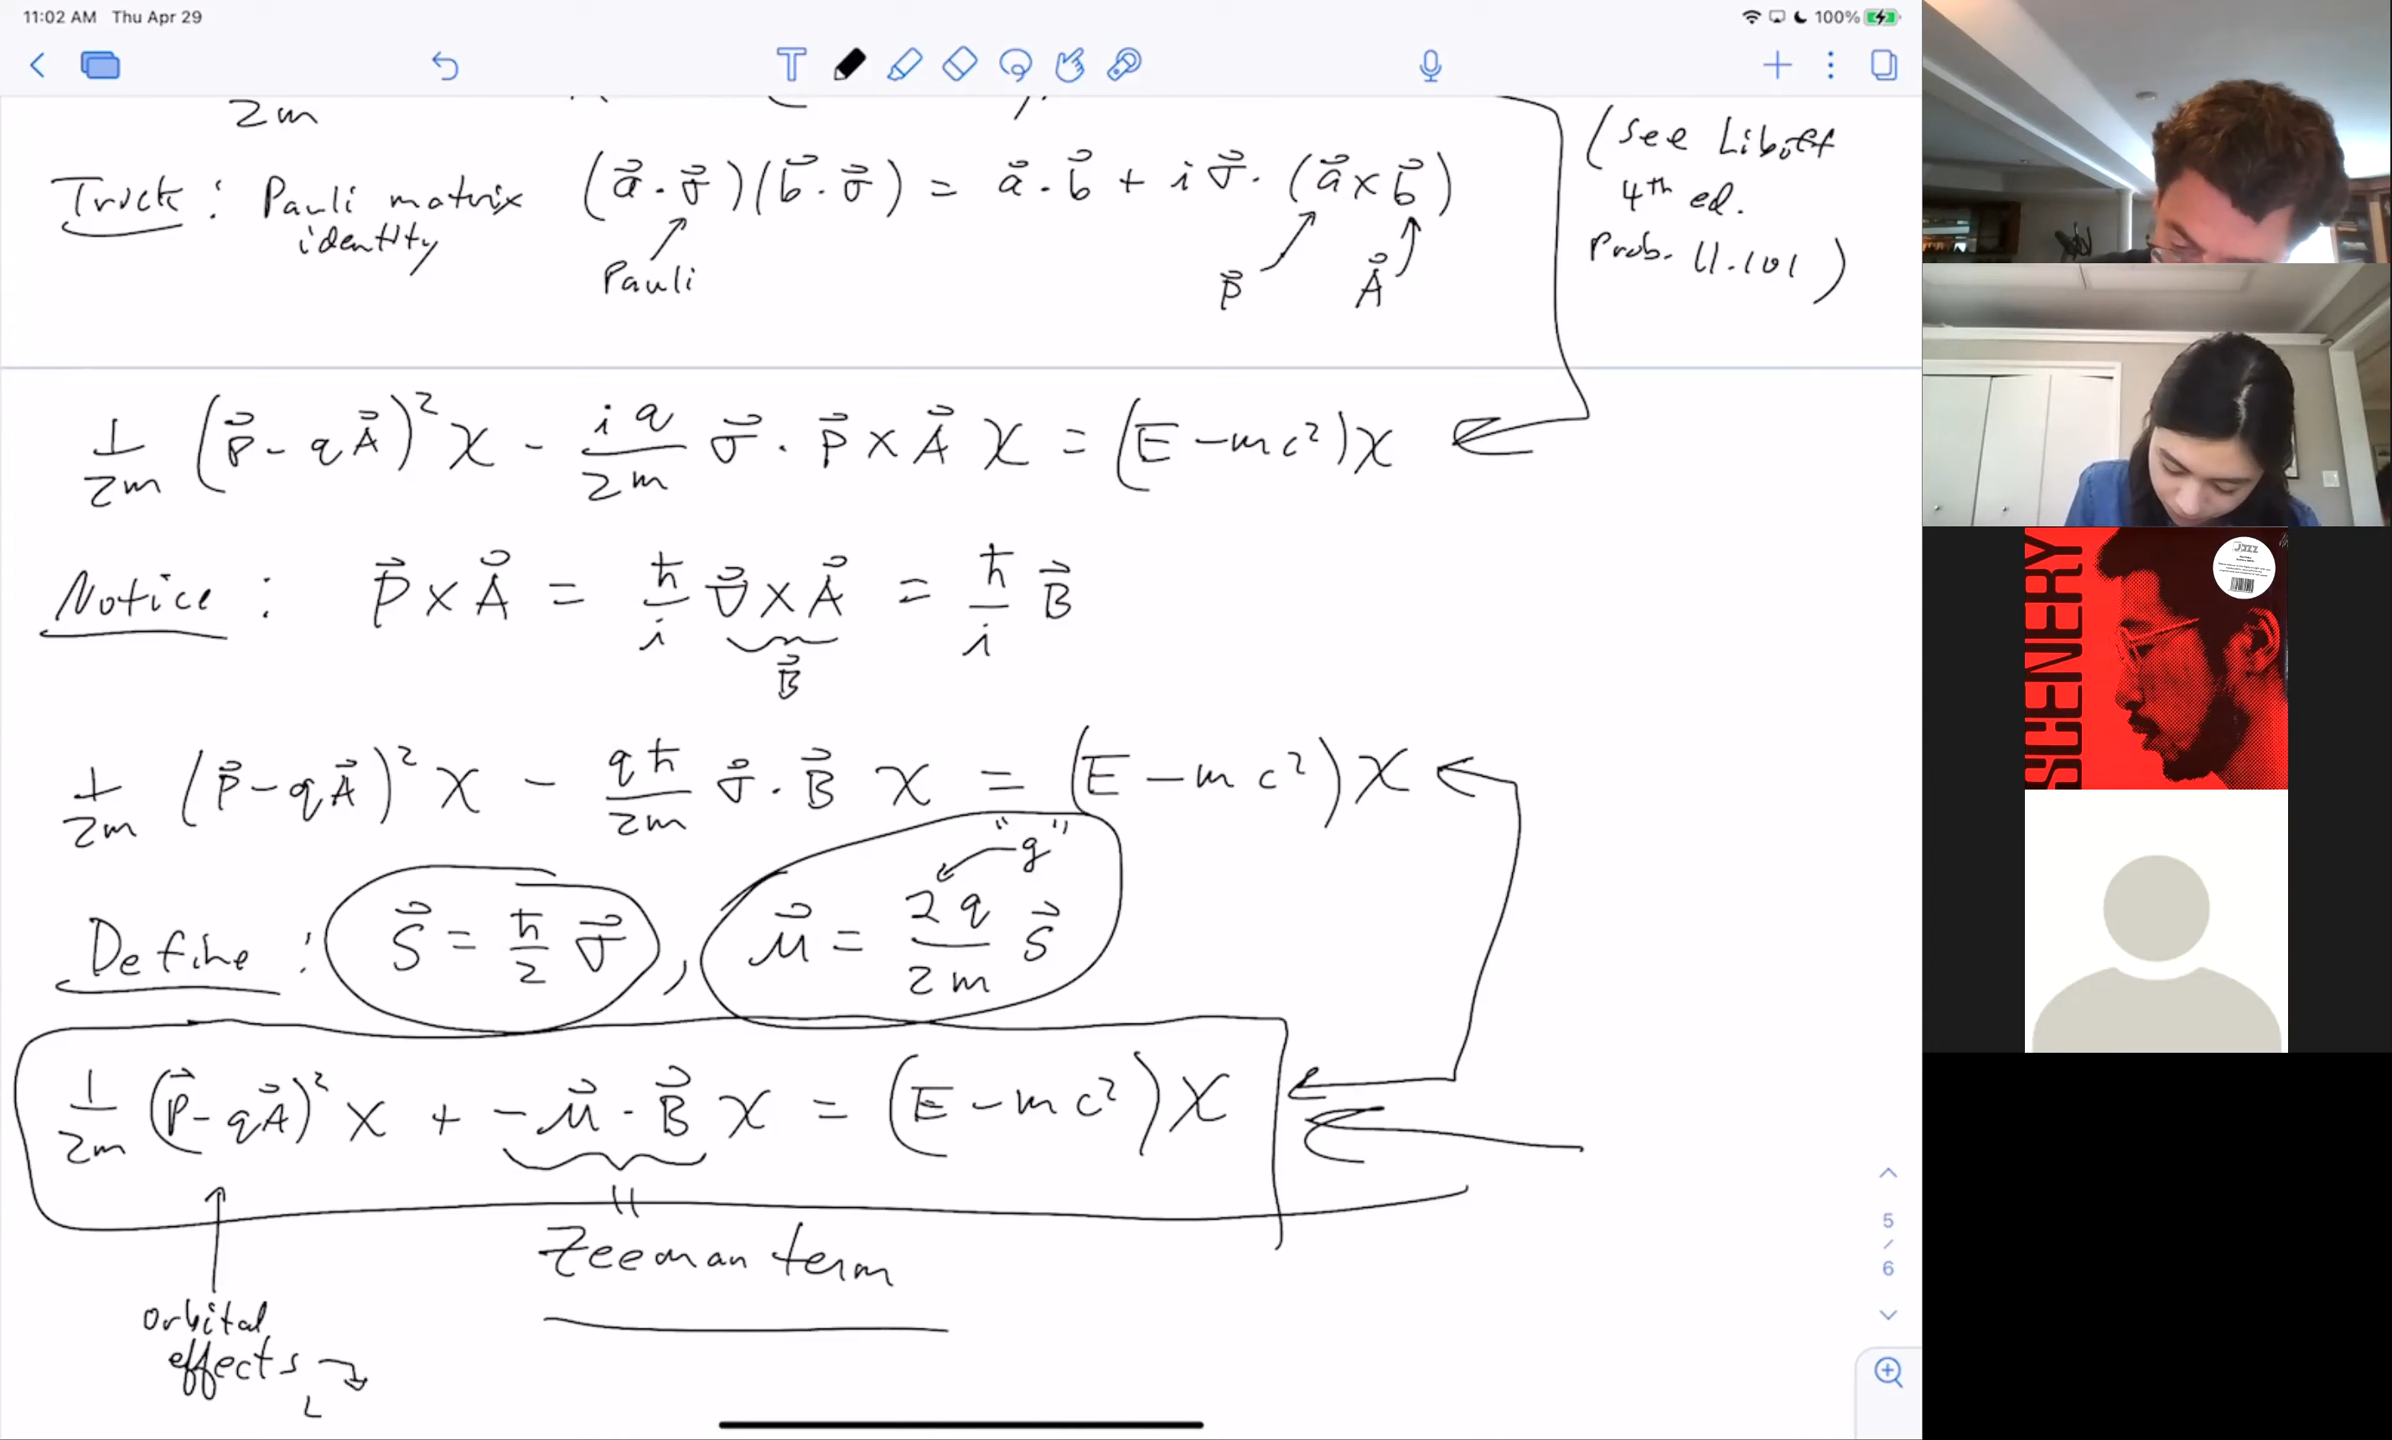 11:02 AM Thu Apr 29
100%
2m
Trick: Pauli matrix identity (a⃗·σ⃗)(b⃗·σ⃗) = a⃗·b⃗ + i σ⃗·(a⃗×b⃗)
Pauli
P⃗ A⃗
(see Liboff
4th ed.
Prob. 11.101)
1/2m (P⃗ - qA⃗)² χ - iq/2m σ⃗·P⃗×A⃗ χ = (E - mc²)χ
Notice: P⃗×A⃗ = ħ/i ∇⃗×A⃗ = ħ/i B⃗
B⃗
1/2m (P⃗ - qA⃗)² χ - qħ/2m σ⃗·B⃗ χ = (E - mc²)χ
"g"
Define: S⃗ = ħ/2 σ⃗, μ⃗ = 2q/2m S⃗
1/2m (P⃗ - qA⃗)² χ + -μ⃗·B⃗ χ = (E - mc²)χ
Zeeman term
orbital
effects
5
/
6
SCENERY
JAZZ